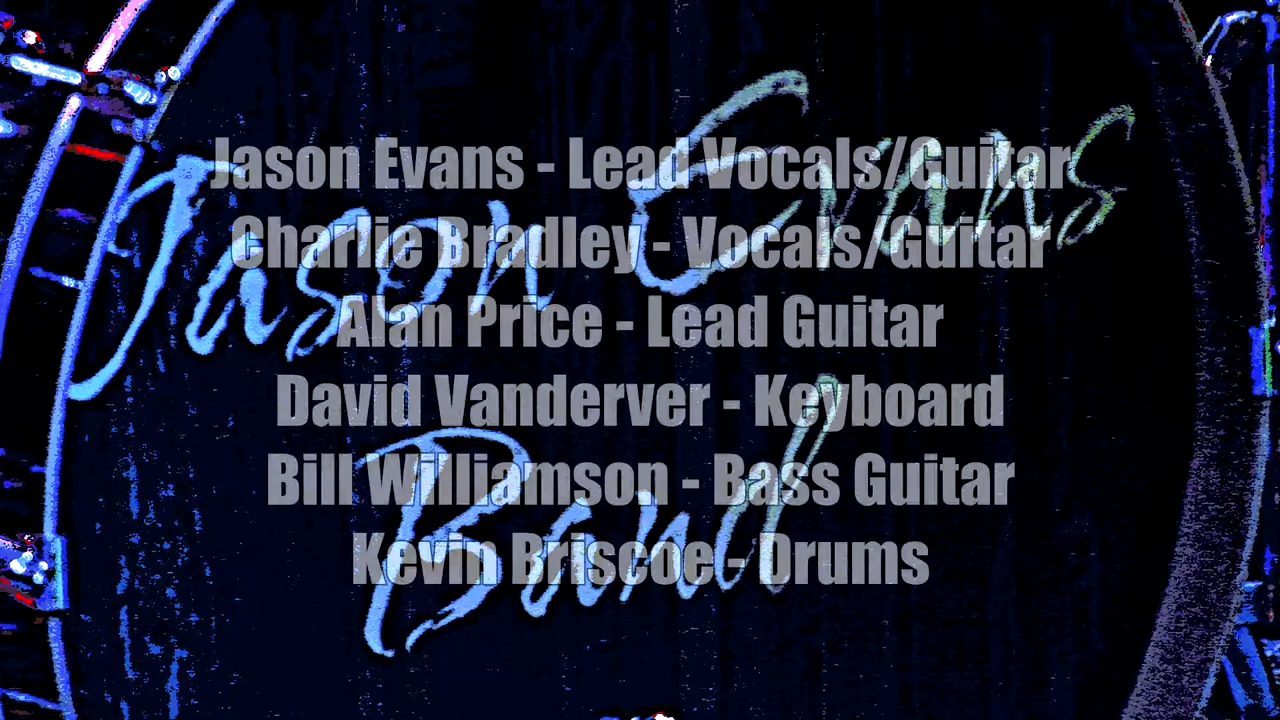 Jason Evans - Lead Vocals/Guitar
Charlie Bradley - Vocals/Guitar
Alan Price - Lead Guitar
David Vanderver - Keyboard
Bill Williamson - Bass Guitar
Kevin Briscoe - Drums
Jason Evans
Band